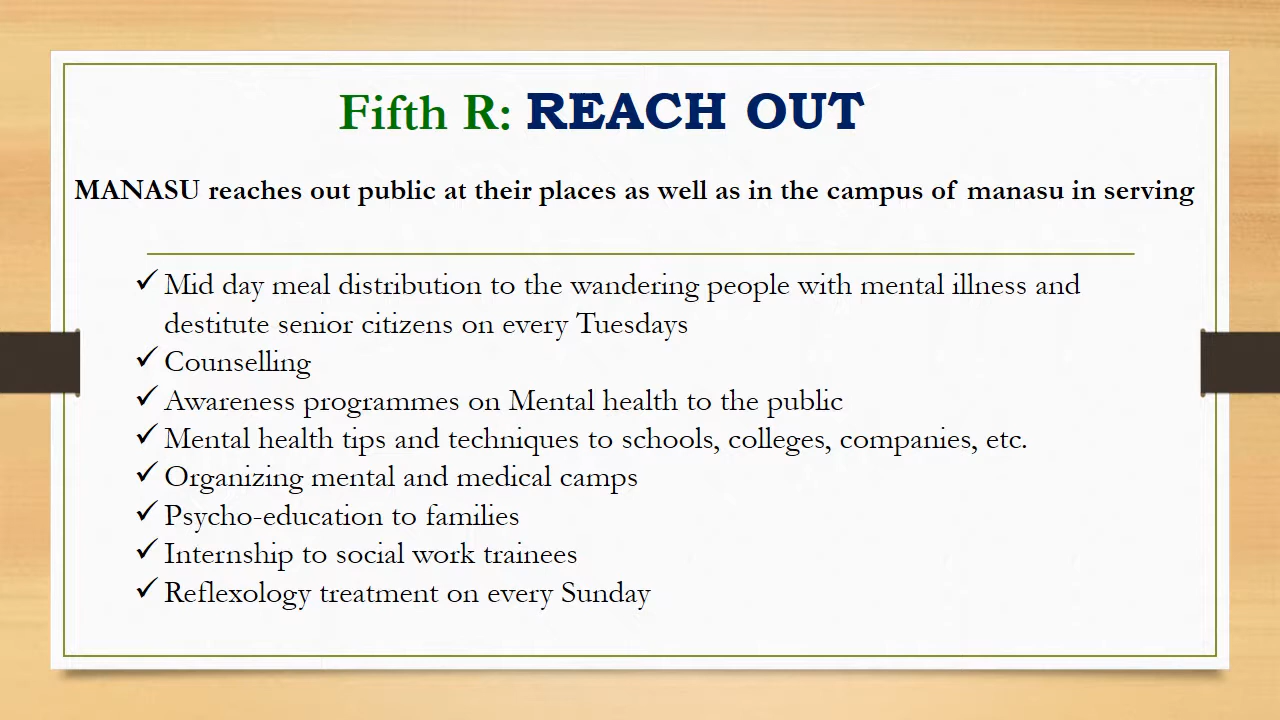 Fifth R: REACH OUT
MANASU reaches out public at their places as well as in the campus of manasu in serving
✓ Mid day meal distribution to the wandering people with mental illness and
destitute senior citizens on every Tuesdays
✓ Counselling
✓ Awareness programmes on Mental health to the public
✓ Mental health tips and techniques to schools, colleges, companies, etc.
✓ Organizing mental and medical camps
✓ Psycho-education to families
✓ Internship to social work trainees
✓ Reflexology treatment on every Sunday